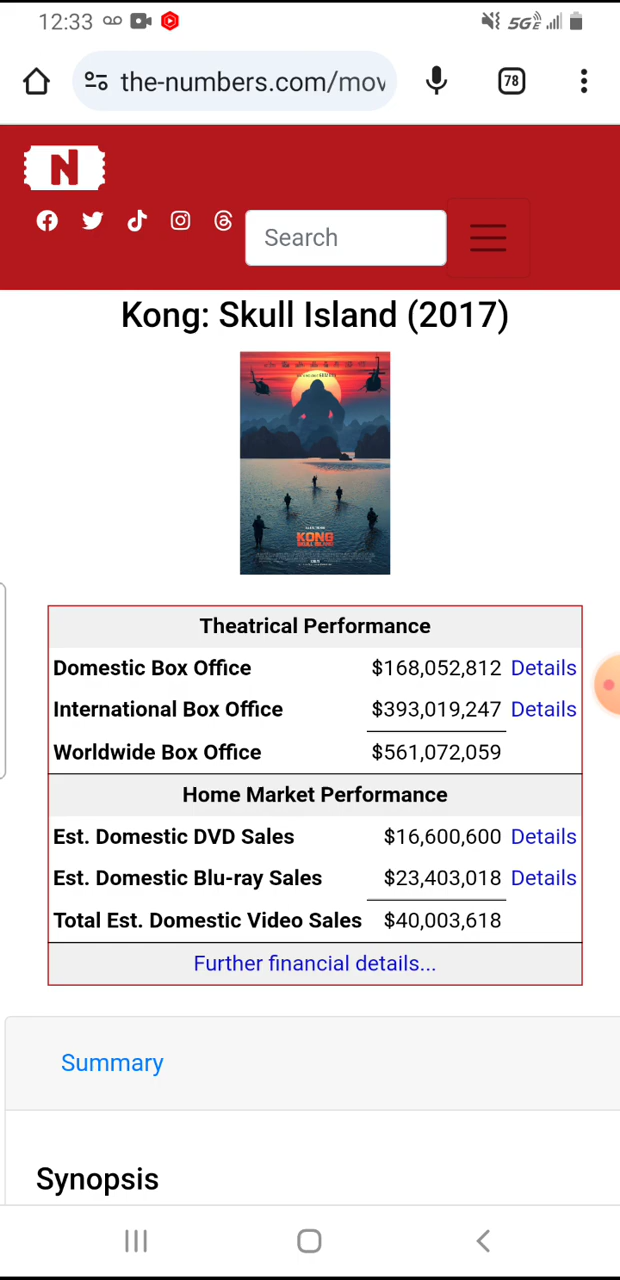 12:33
5G E
the-numbers.com/mov
78
N
Search
Kong: Skull Island (2017)
KONG
SKULL ISLAND
Theatrical Performance
Domestic Box Office $168,052,812 Details
International Box Office $393,019,247 Details
Worldwide Box Office $561,072,059
Home Market Performance
Est. Domestic DVD Sales $16,600,600 Details
Est. Domestic Blu-ray Sales $23,403,018 Details
Total Est. Domestic Video Sales $40,003,618
Further financial details...
Summary
Synopsis